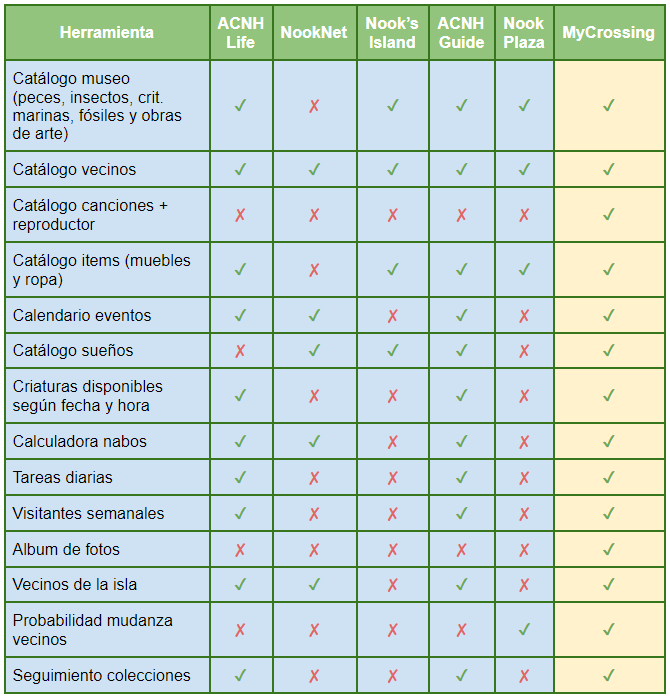 Herramienta
ACNH
Life
NookNet
Nook's
Island
ACNH
Guide
Nook
Plaza
MyCrossing
Catálogo museo
(peces, insectos, crit.
marinas, fósiles y obras
de arte)
✓ ✗ ✓ ✓ ✓ ✓
Catálogo vecinos
✓ ✓ ✓ ✓ ✓ ✓
Catálogo canciones +
reproductor
✗ ✗ ✗ ✗ ✗ ✓
Catálogo items (muebles
y ropa)
✓ ✗ ✓ ✓ ✓ ✓
Calendario eventos
✓ ✓ ✗ ✓ ✗ ✓
Catálogo sueños
✗ ✓ ✓ ✓ ✗ ✓
Criaturas disponibles
según fecha y hora
✓ ✗ ✗ ✓ ✗ ✓
Calculadora nabos
✓ ✓ ✗ ✓ ✗ ✓
Tareas diarias
✓ ✗ ✗ ✓ ✗ ✓
Visitantes semanales
✓ ✗ ✗ ✓ ✗ ✓
Album de fotos
✗ ✗ ✗ ✗ ✗ ✓
Vecinos de la isla
✓ ✓ ✗ ✓ ✗ ✓
Probabilidad mudanza
vecinos
✗ ✗ ✗ ✗ ✓ ✓
Seguimiento colecciones
✓ ✗ ✗ ✓ ✗ ✓